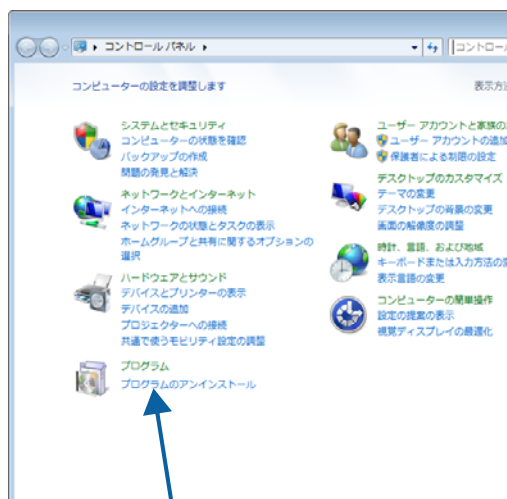 コントロール パネル
コントロー
コンピューターの設定を調整します
表示方
システムとセキュリティ
コンピューターの状態を確認
バックアップの作成
問題の発見と解決
ネットワークとインターネット
インターネットへの接続
ネットワークの状態とタスクの表示
ホームグループと共有に関するオプションの
選択
ハードウェアとサウンド
デバイスとプリンターの表示
デバイスの追加
プロジェクターへの接続
共通で使うモビリティ設定の調整
プログラム
プログラムのアンインストール
ユーザー アカウントと家族の
ユーザー アカウントの追加
保護者による制限の設定
デスクトップのカスタマイズ
テーマの変更
デスクトップの背景の変更
画面の解像度の調整
時計、言語、および地域
キーボードまたは入力方法の
表示言語の変更
コンピューターの簡単操作
設定の提案の表示
視覚ディスプレイの最適化